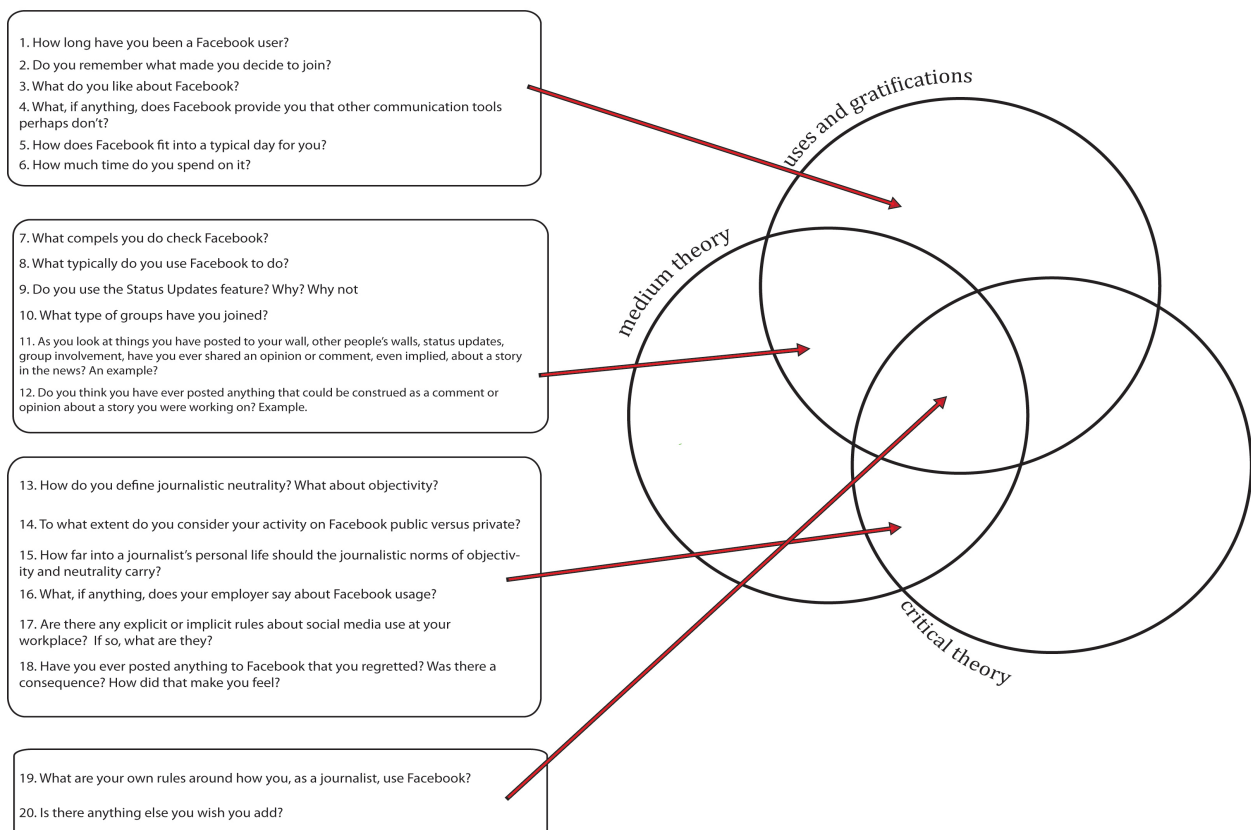 1. How long have you been a Facebook user?
2. Do you remember what made you decide to join?
3. What do you like about Facebook?
4. What, if anything, does Facebook provide you that other communication tools
perhaps don't?
5. How does Facebook fit into a typical day for you?
6. How much time do you spend on it?
7. What compels you do check Facebook?
8. What typically do you use Facebook to do?
9. Do you use the Status Updates feature? Why? Why not
10. What type of groups have you joined?
11. As you look at things you have posted to your wall, other people's walls, status updates,
group involvement, have you ever shared an opinion or comment, even implied, about a story
in the news? An example?
12. Do you think you have ever posted anything that could be construed as a comment or
opinion about a story you were working on? Example.
13. How do you define journalistic neutrality? What about objectivity?
14. To what extent do you consider your activity on Facebook public versus private?
15. How far into a journalist's personal life should the journalistic norms of objectiv-
ity and neutrality carry?
16. What, if anything, does your employer say about Facebook usage?
17. Are there any explicit or implicit rules about social media use at your
workplace? If so, what are they?
18. Have you ever posted anything to Facebook that you regretted? Was there a
consequence? How did that make you feel?
19. What are your own rules around how you, as a journalist, use Facebook?
20. Is there anything else you wish you add?
uses and gratifications
medium theory
critical theory